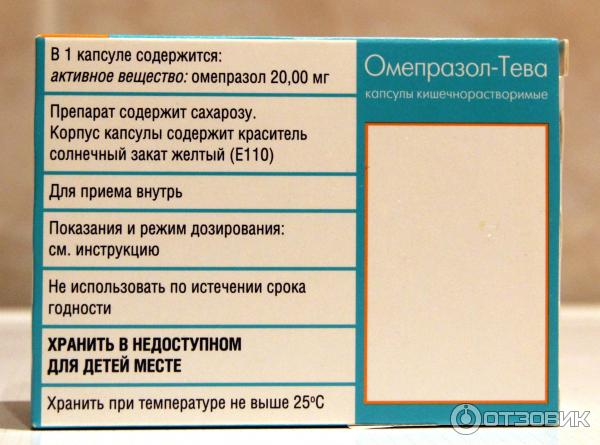 В 1 капсуле содержится:
активное вещество: омепразол 20,00 мг
Препарат содержит сахарозу.
Корпус капсулы содержит краситель
солнечный закат желтый (Е110)
Для приема внутрь
Показания и режим дозирования:
см. инструкцию
Не использовать по истечении срока
годности
ХРАНИТЬ В НЕДОСТУПНОМ
ДЛЯ ДЕТЕЙ МЕСТЕ
Хранить при температуре не выше 25°С
Омепразол-Тева
капсулы кишечнорастворимые
ОТЗОВИК